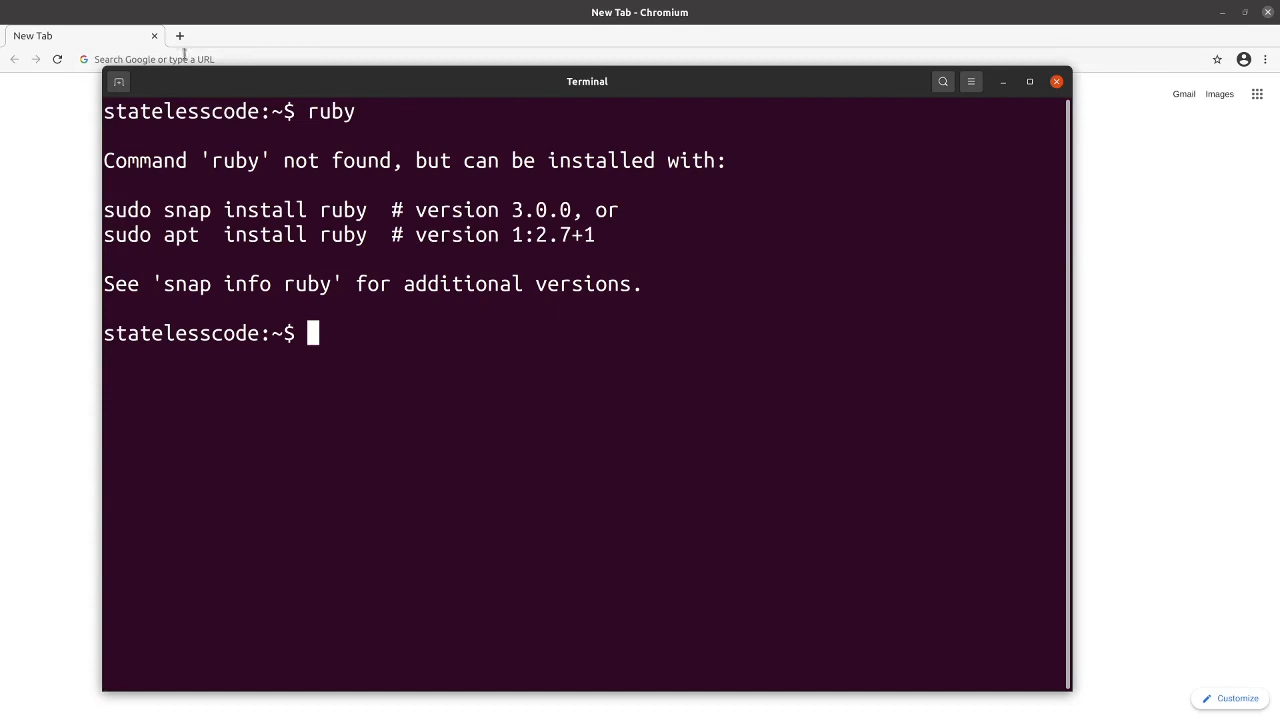 New Tab - Chromium
New Tab
Search Google or type a URL
Gmail Images
Terminal
statelesscode:~$ ruby
Command 'ruby' not found, but can be installed with:
sudo snap install ruby  # version 3.0.0, or
sudo apt  install ruby  # version 1:2.7+1
See 'snap info ruby' for additional versions.
statelesscode:~$
Customize